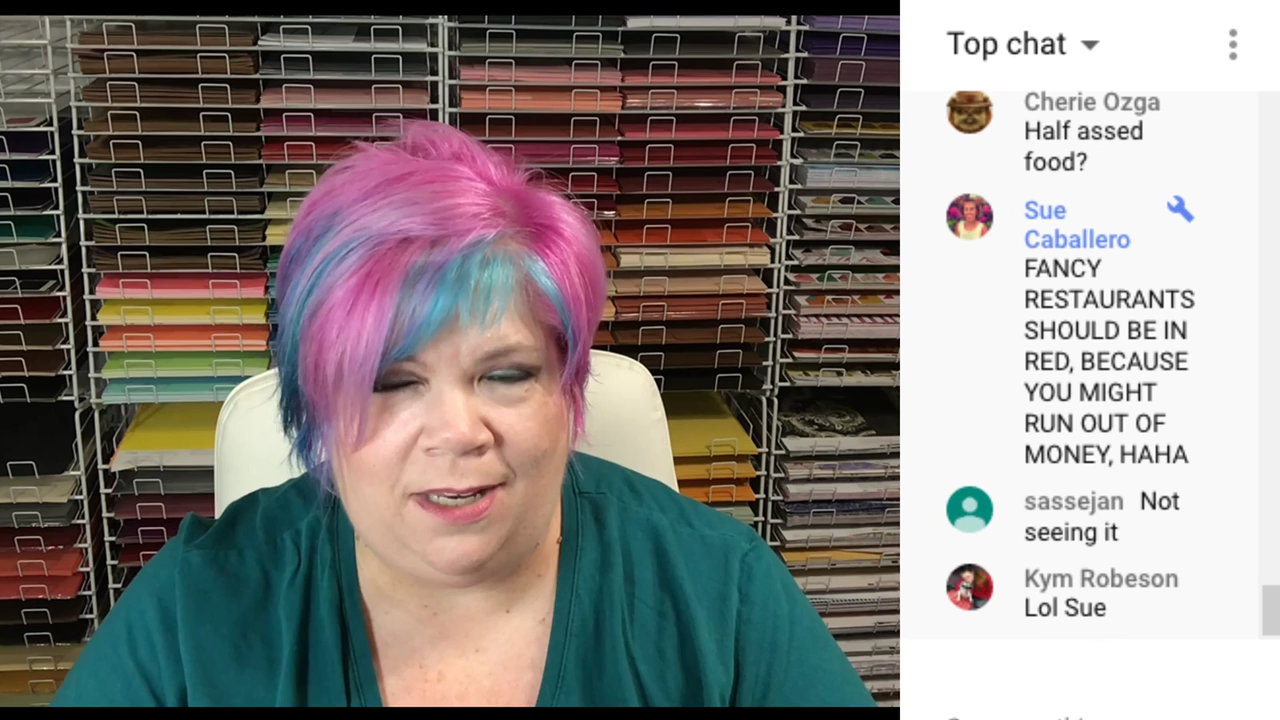 Top chat
Cherie Ozga
Half assed
food?
Sue
Caballero
FANCY
RESTAURANTS
SHOULD BE IN
RED, BECAUSE
YOU MIGHT
RUN OUT OF
MONEY, HAHA
sassejan Not
seeing it
Kym Robeson
Lol Sue